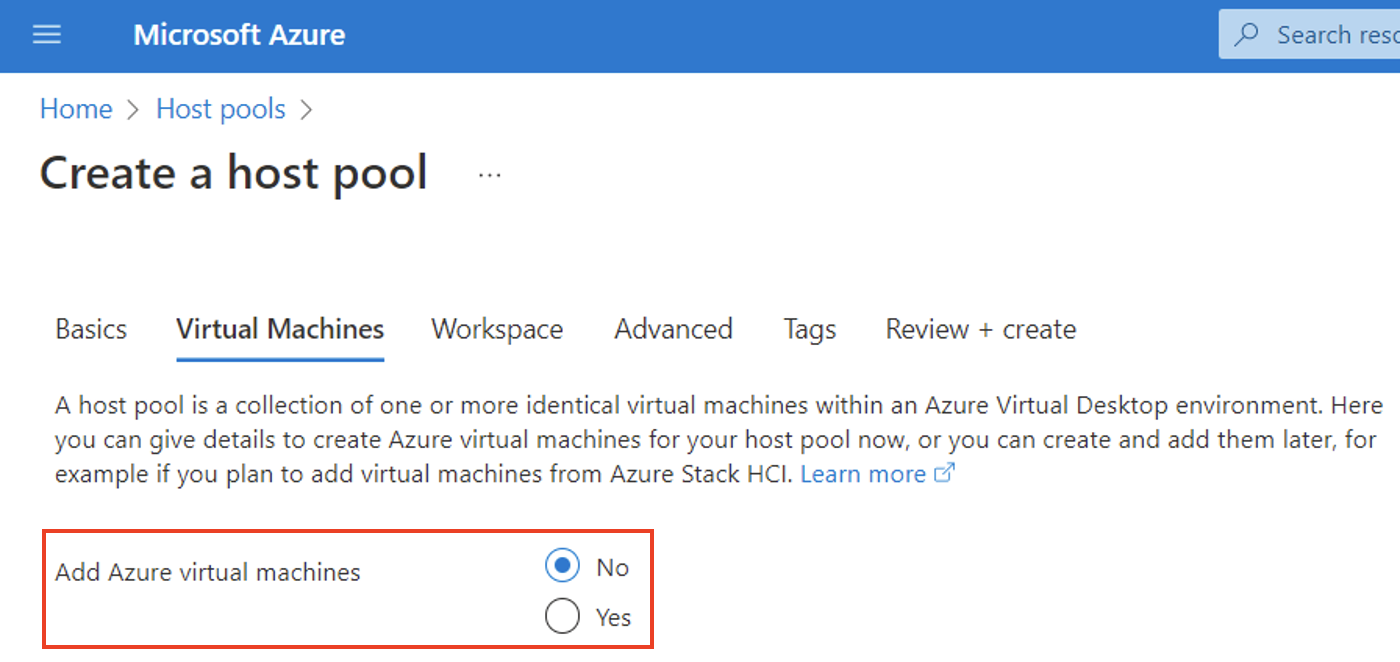 Microsoft Azure
Search
Home > Host pools >
Create a host pool ...
Basics Virtual Machines Workspace Advanced Tags Review + create
A host pool is a collection of one or more identical virtual machines within an Azure Virtual Desktop environment. Here
you can give details to create Azure virtual machines for your host pool now, or you can create and add them later, for
example if you plan to add virtual machines from Azure Stack HCI. Learn more
Add Azure virtual machines
No
Yes